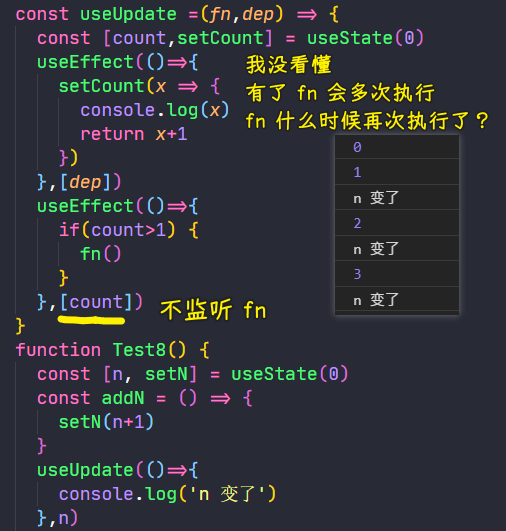 const useUpdate =(fn,dep) => {
const [count,setCount] = useState(0)
useEffect(()=>{
我没看懂
setCount(x => {
有了 fn 会多次执行
console.log(x)
fn 什么时候再次执行了？
return x+1
})
},[dep])
useEffect(()=>{
if(count>1) {
fn()
}
},[count])
不监听 fn
}
0
1
n 变了
2
n 变了
3
n 变了
function Test8() {
const [n, setN] = useState(0)
const addN = () => {
setN(n+1)
}
useUpdate(()=>{
console.log('n 变了')
},n)